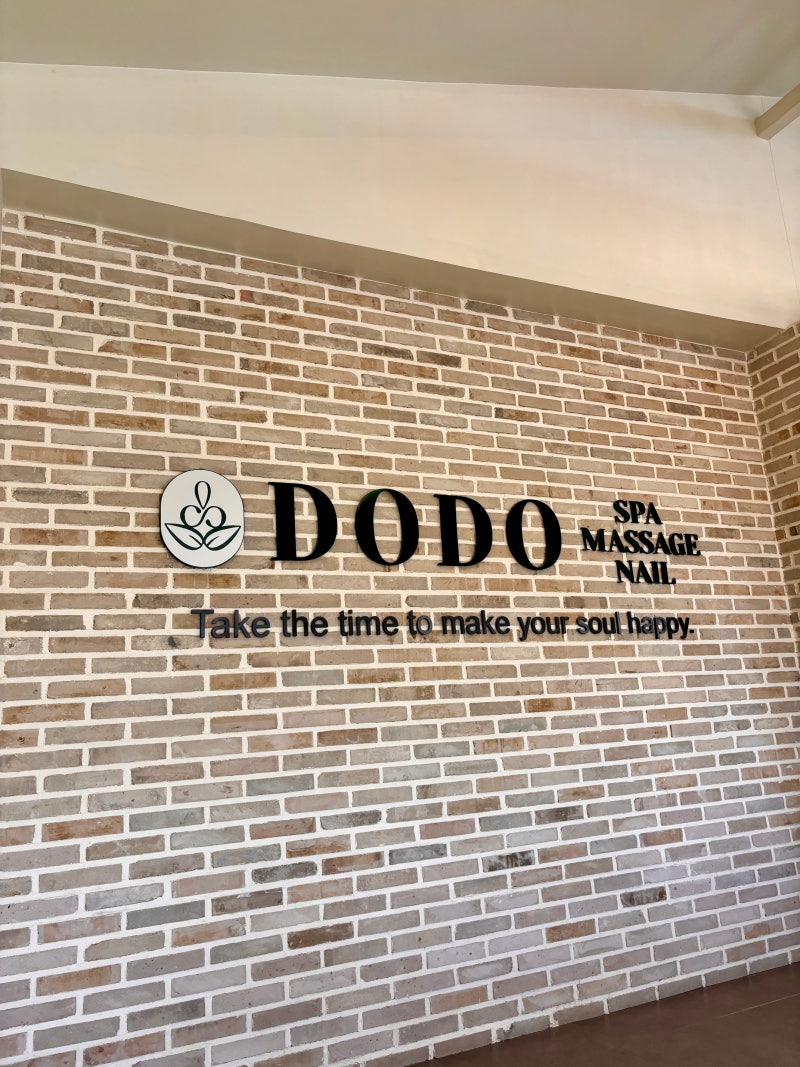 DODO
SPA
MASSAGE
NAIL
Take the time to make your soul happy.